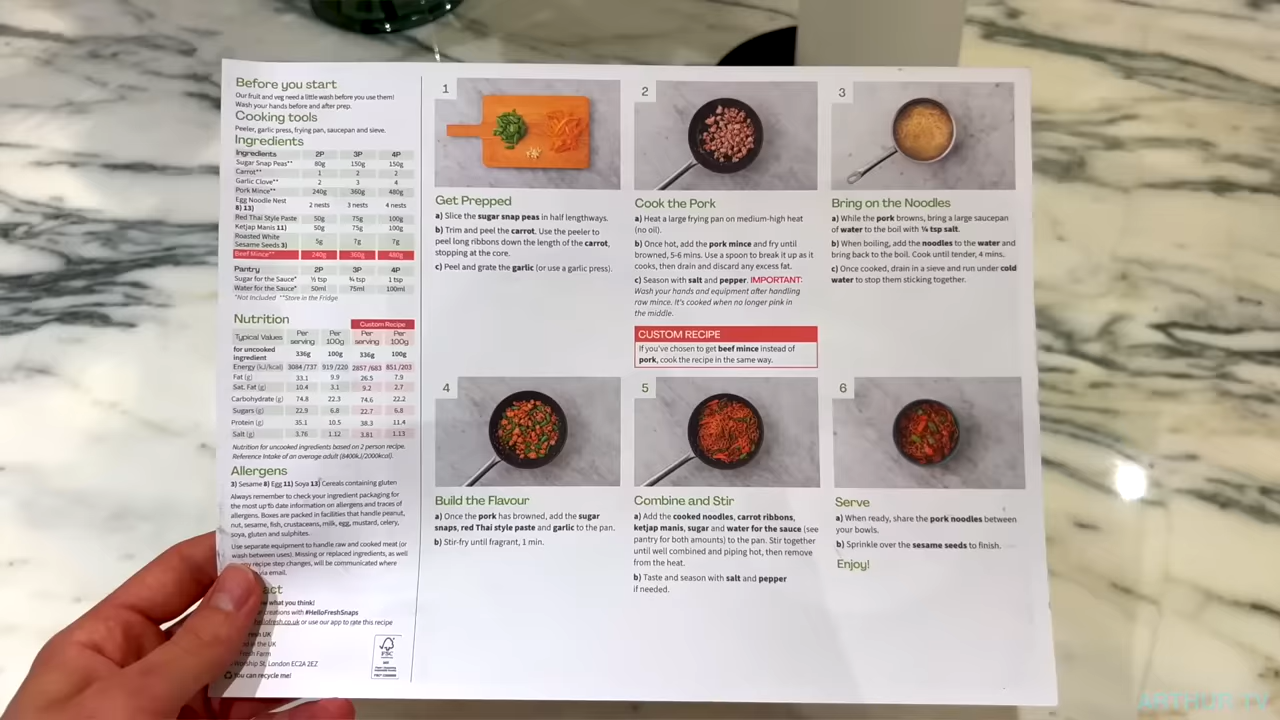 Before you start
Our fruit and veg need a little wash before you use them!
Wash your hands before and after prep.
Cooking tools
Peeler, garlic press, frying pan, saucepan and sieve.
Ingredients
Ingredients 2P 3P 4P
Sugar Snap Peas** 80g 150g 150g
Carrot** 1 2 2
Garlic Clove** 2 3 4
Pork Mince** 240g 360g 480g
Egg Noodle Nest 8) 13) 2 nests 3 nests 4 nests
Red Thai Style Paste 50g 75g 100g
Ketjap Manis 11) 50g 75g 100g
Roasted White
Sesame Seeds 3) 5g 7g 7g
Beef Mince** 240g 360g 480g
Pantry 2P 3P 4P
Sugar for the Sauce* ½ tsp ¾ tsp 1 tsp
Water for the Sauce* 50ml 75ml 100ml
*Not Included **Store in the Fridge
Nutrition
Custom Recipe
Typical Values Per serving Per 100g Per serving Per 100g
for uncooked ingredient 336g 100g 336g 100g
Energy (kJ/kcal) 3084 /737 919 /220 2857 /683 851 /203
Fat (g) 33.1 9.9 26.5 7.9
Sat. Fat (g) 10.4 3.1 9.2 2.7
Carbohydrate (g) 74.8 22.3 74.6 22.2
Sugars (g) 22.9 6.8 22.7 6.8
Protein (g) 35.1 10.5 38.3 11.4
Salt (g) 3.76 1.12 3.81 1.13
Nutrition for uncooked ingredients based on 2 person recipe.
Reference Intake of an average adult (8400kJ/2000kcal).
Allergens
3) Sesame 8) Egg 11) Soya 13) Cereals containing gluten
Always remember to check your ingredient packaging for
the most up to date information on allergens and traces of
allergens. Boxes are packed in facilities that handle peanut,
nut, sesame, fish, crustaceans, milk, egg, mustard, celery,
soya, gluten and sulphites.
Use separate equipment to handle raw and cooked meat (or
wash between uses). Missing or replaced ingredients, as well
recipe step changes, will be communicated where
via email.
act
what you think!
creations with #HelloFreshSnaps
hellofresh.co.uk or use our app to rate this recipe
resh UK
in the UK
Farm
Worship St, London EC2A 2EZ
You can recycle me!
FSC
1
Get Prepped
a) Slice the sugar snap peas in half lengthways.
b) Trim and peel the carrot. Use the peeler to
peel long ribbons down the length of the carrot,
stopping at the core.
c) Peel and grate the garlic (or use a garlic press).
2
Cook the Pork
a) Heat a large frying pan on medium-high heat
(no oil).
b) Once hot, add the pork mince and fry until
browned, 5-6 mins. Use a spoon to break it up as it
cooks, then drain and discard any excess fat.
c) Season with salt and pepper. IMPORTANT:
Wash your hands and equipment after handling
raw mince. It's cooked when no longer pink in
the middle.
CUSTOM RECIPE
If you've chosen to get beef mince instead of
pork, cook the recipe in the same way.
3
Bring on the Noodles
a) While the pork browns, bring a large saucepan
of water to the boil with ¼ tsp salt.
b) When boiling, add the noodles to the water and
bring back to the boil. Cook until tender, 4 mins.
c) Once cooked, drain in a sieve and run under cold
water to stop them sticking together.
4
Build the Flavour
a) Once the pork has browned, add the sugar
snaps, red Thai style paste and garlic to the pan.
b) Stir-fry until fragrant, 1 min.
5
Combine and Stir
a) Add the cooked noodles, carrot ribbons,
ketjap manis, sugar and water for the sauce (see
pantry for both amounts) to the pan. Stir together
until well combined and piping hot, then remove
from the heat.
b) Taste and season with salt and pepper
if needed.
6
Serve
a) When ready, share the pork noodles between
your bowls.
b) Sprinkle over the sesame seeds to finish.
Enjoy!
ARTHUR TV